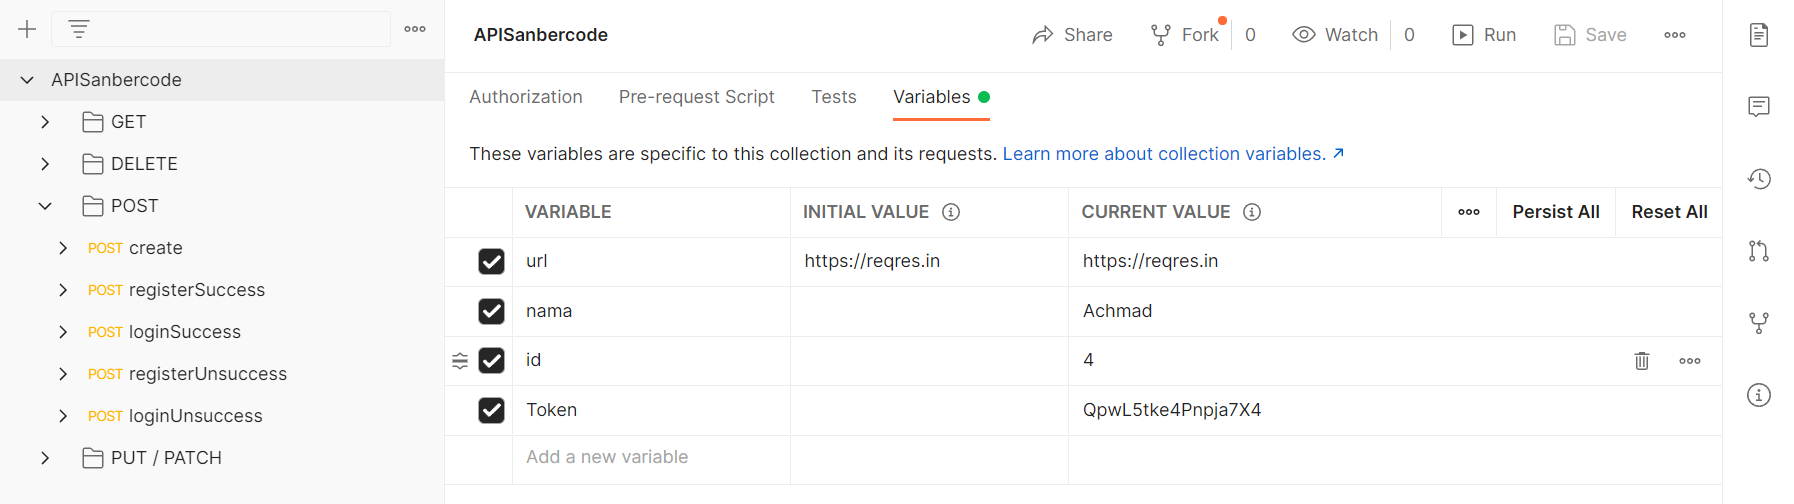 APISanbercode
GET
DELETE
POST
POST create
POST registerSuccess
POST loginSuccess
POST registerUnsuccess
POST loginUnsuccess
PUT / PATCH
APISanbercode Share Fork 0 Watch 0 Run Save
Authorization Pre-request Script Tests Variables
These variables are specific to this collection and its requests. Learn more about collection variables. ↗
VARIABLE INITIAL VALUE CURRENT VALUE Persist All Reset All
url https://reqres.in https://reqres.in
nama Achmad
id 4
Token QpwL5tke4Pnpja7X4
Add a new variable